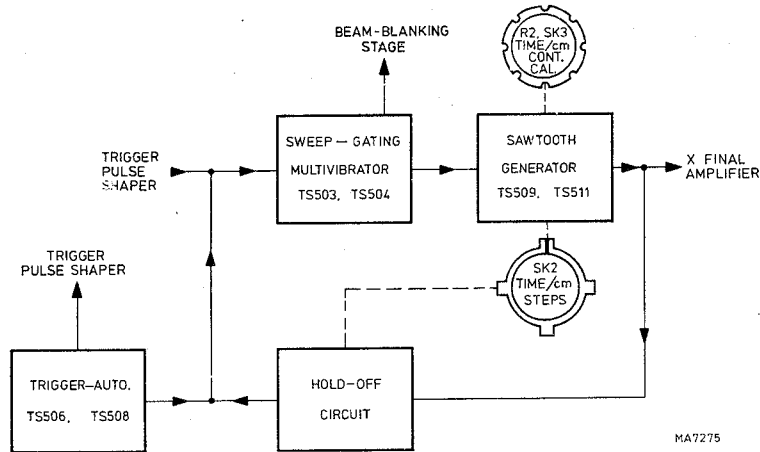 BEAM-BLANKING
STAGE
R2, SK3
TIME/cm
CONT.
CAL.
TRIGGER
PULSE
SHAPER
SWEEP – GATING
MULTIVIBRATOR
TS503, TS504
SAWTOOTH
GENERATOR
TS509, TS511
X FINAL
AMPLIFIER
TRIGGER
PULSE SHAPER
SK2
TIME/cm
STEPS
TRIGGER–AUTO.
TS506, TS508
HOLD-OFF
CIRCUIT
MA7275